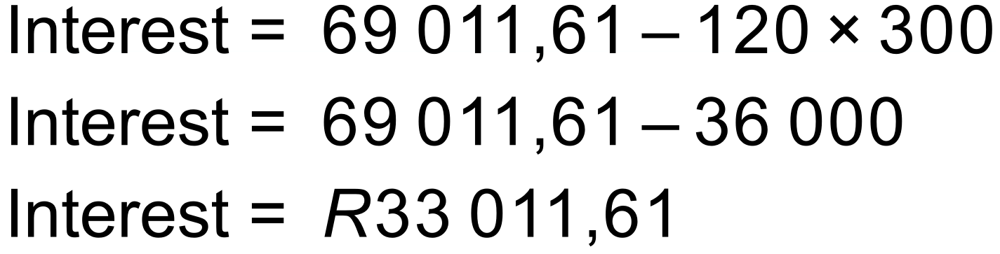 Interest = 69 011,61 – 120 × 300
Interest = 69 011,61 – 36 000
Interest = R33 011,61